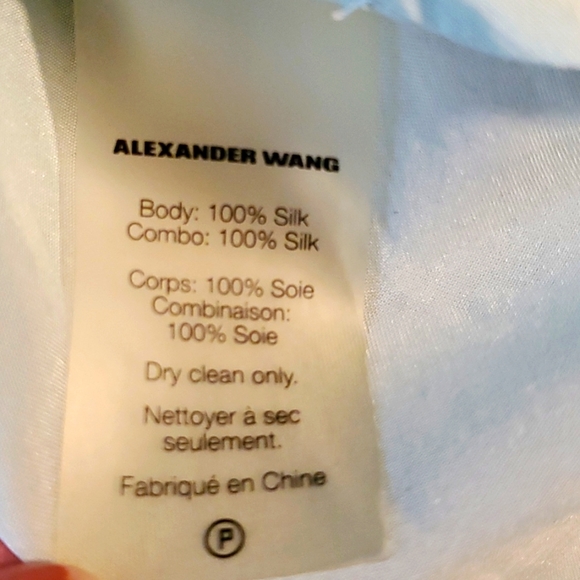 ALEXANDER WANG
Body: 100% Silk
Combo: 100% Silk
Corps: 100% Soie
Combinaison:
100% Soie
Dry clean only.
Nettoyer à sec
seulement.
Fabriqué en Chine
P